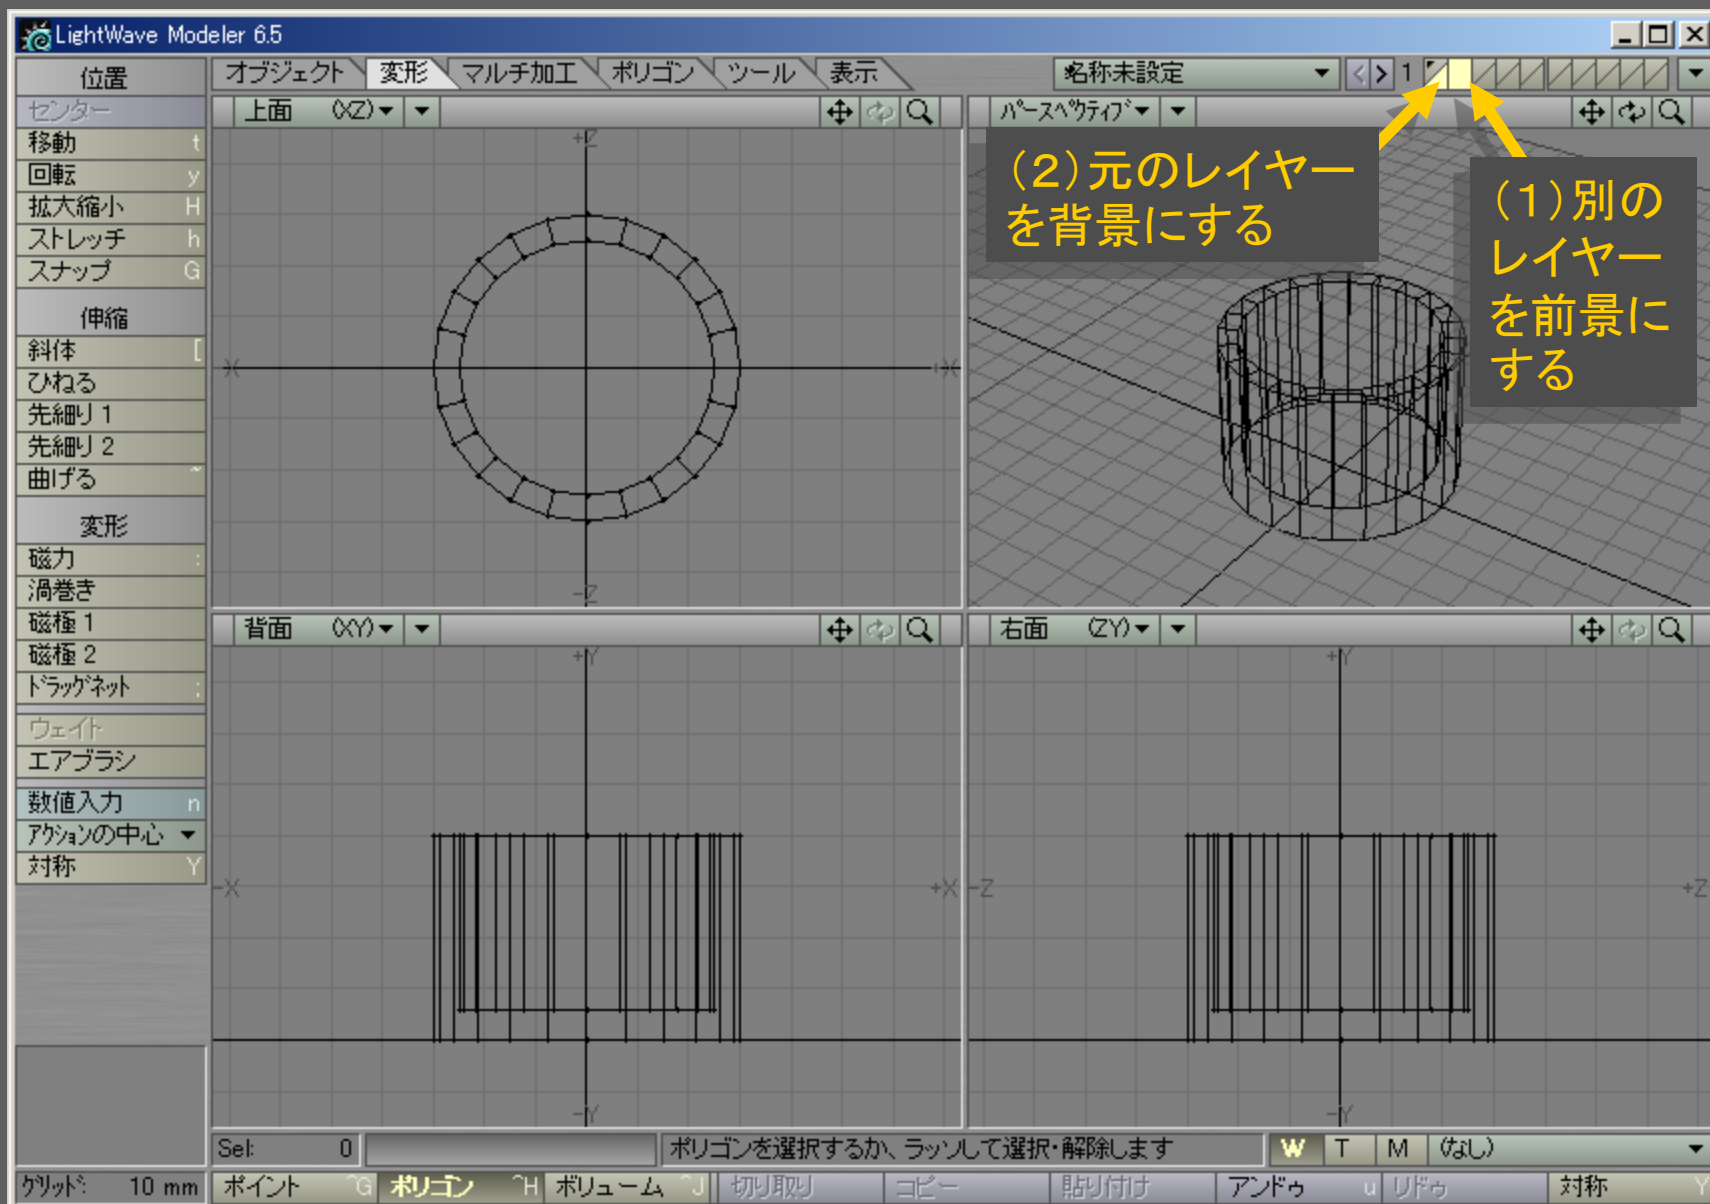 LightWave Modeler 6.5
位置
オブジェクト 変形 マルチ加工 ポリゴン ツール 表示
名称未設定
< > 1
センター
移動 t
回転 y
拡大縮小 H
ストレッチ h
スナップ G
伸縮
斜体 [
ひねる
先細り 1
先細り 2
曲げる ~
変形
磁力 :
渦巻き
磁極 1
磁極 2
ドラッグネット ;
ウェイト
エアブラシ
数値入力 n
アクションの中心
対称 Y
上面 (XZ)
+Z
-X
+X
-Z
パースペクティブ
(2)元のレイヤー
を背景にする
(1)別の
レイヤー
を前景に
する
背面 (XY)
+Y
-X
+X
-Y
右面 (ZY)
+Y
-Z
+Z
-Y
Sel: 0
ポリゴンを選択するか、ラッソして選択・解除します
W T M (なし)
グリッド: 10 mm
ポイント ^G ポリゴン ^H ボリューム ^J 切り取り コピー 貼り付け アンドゥ u リドゥ 対称 Y